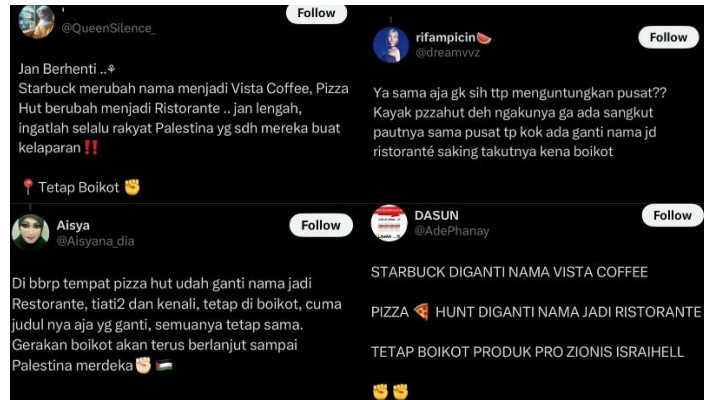 Follow
@QueenSilence_
Jan Berhenti ..
Starbuck merubah nama menjadi Vista Coffee, Pizza
Hut berubah menjadi Ristorante .. jan lengah,
ingatlah selalu rakyat Palestina yg sdh mereka buat
kelaparan ‼️
📍 Tetap Boikot ✊
rifampicin🍉
@dreamvvz
Follow
Ya sama aja gk sih ttp menguntungkan pusat??
Kayak pzzahut deh ngakunya ga ada sangkut
pautnya sama pusat tp kok ada ganti nama jd
ristoranté saking takutnya kena boikot
Aisya
@Aisyana_dia
Follow
Di bbrp tempat pizza hut udah ganti nama jadi
Restorante, tiati2 dan kenali, tetap di boikot, cuma
judul nya aja yg ganti, semuanya tetap sama.
Gerakan boikot akan terus berlanjut sampai
Palestina merdeka✊🏻 🇵🇸
DASUN
@AdePhanay
Follow
STARBUCK DIGANTI NAMA VISTA COFFEE
PIZZA 🍕 HUNT DIGANTI NAMA JADI RISTORANTE
TETAP BOIKOT PRODUK PRO ZIONIS ISRAIHELL
✊✊